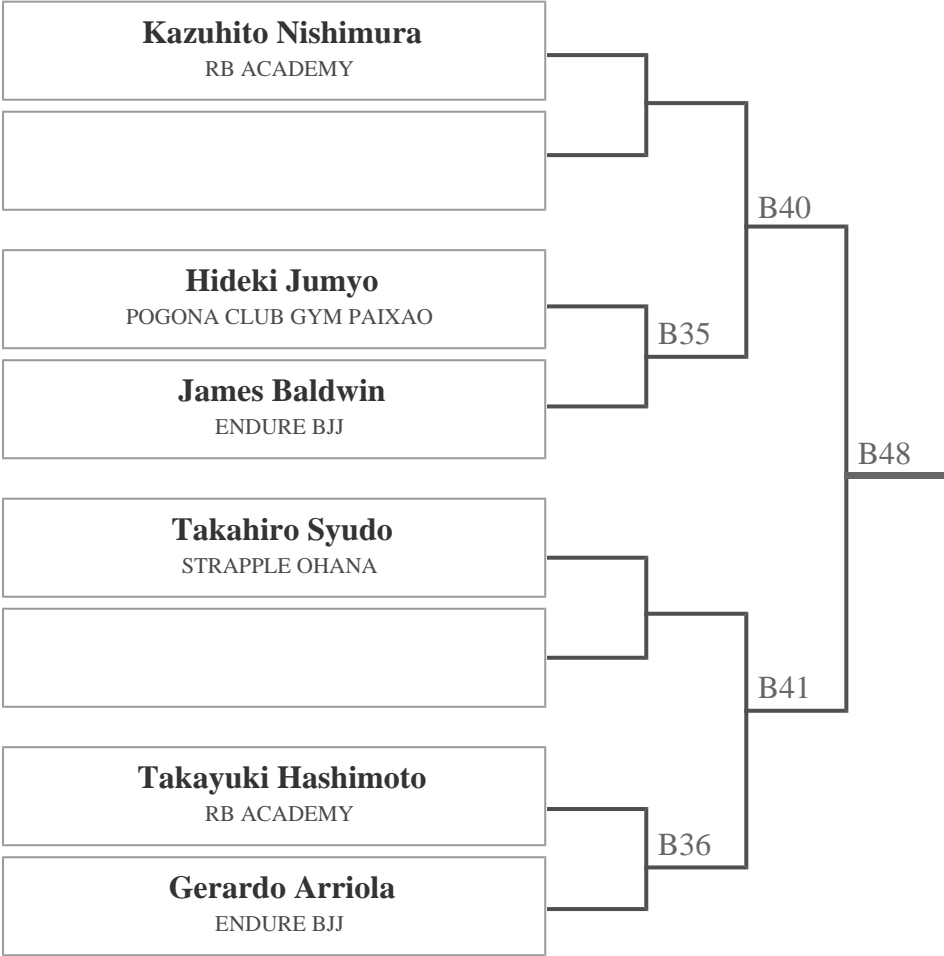 Kazuhito Nishimura
RB ACADEMY
B40
Hideki Jumyo
POGONA CLUB GYM PAIXAO
B35
James Baldwin
ENDURE BJJ
B48
Takahiro Syudo
STRAPPLE OHANA
B41
Takayuki Hashimoto
RB ACADEMY
B36
Gerardo Arriola
ENDURE BJJ